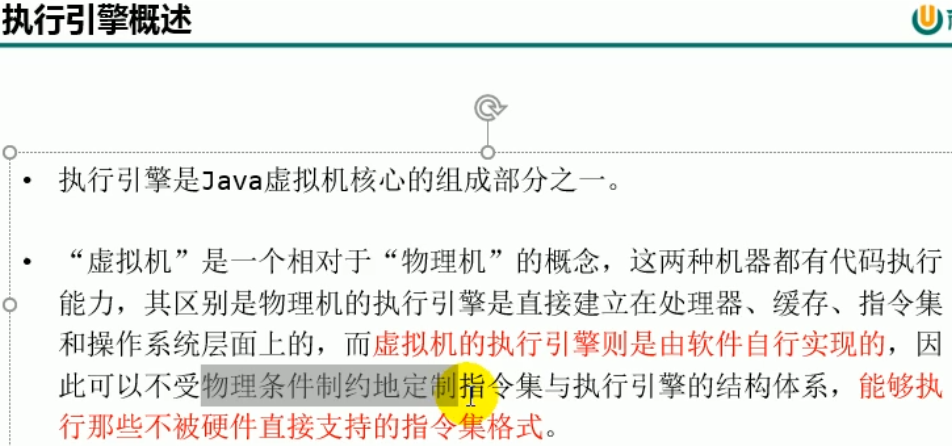 执行引擎概述
• 执行引擎是Java虚拟机核心的组成部分之一。
• “虚拟机”是一个相对于“物理机”的概念，这两种机器都有代码执行
能力，其区别是物理机的执行引擎是直接建立在处理器、缓存、指令集
和操作系统层面上的，而虚拟机的执行引擎则是由软件自行实现的，因
此可以不受物理条件制约地定制指令集与执行引擎的结构体系，能够执
行那些不被硬件直接支持的指令集格式。